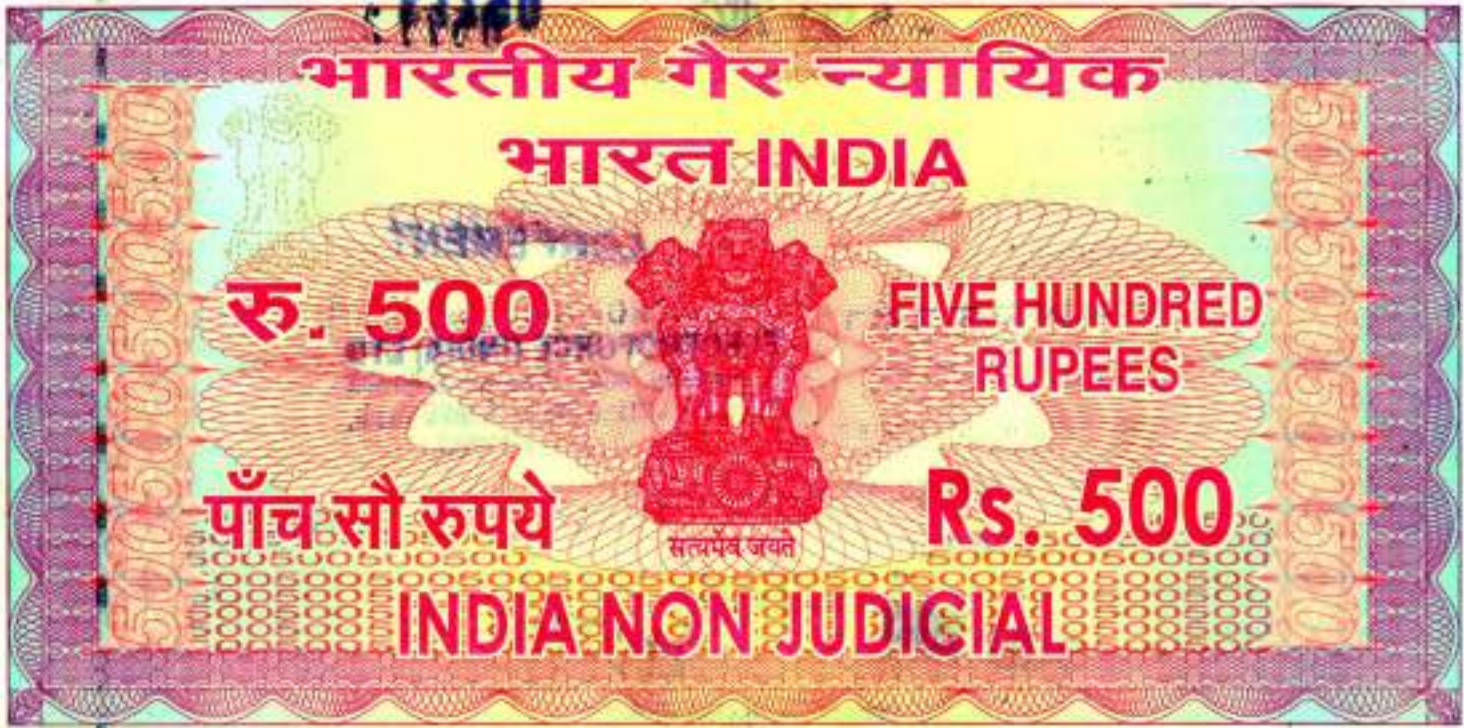 भारतीय गैर न्यायिक
भारत INDIA
रु. 500
FIVE HUNDRED
RUPEES
पाँच सौ रुपये
Rs. 500
सत्यमेव जयते
INDIA NON JUDICIAL